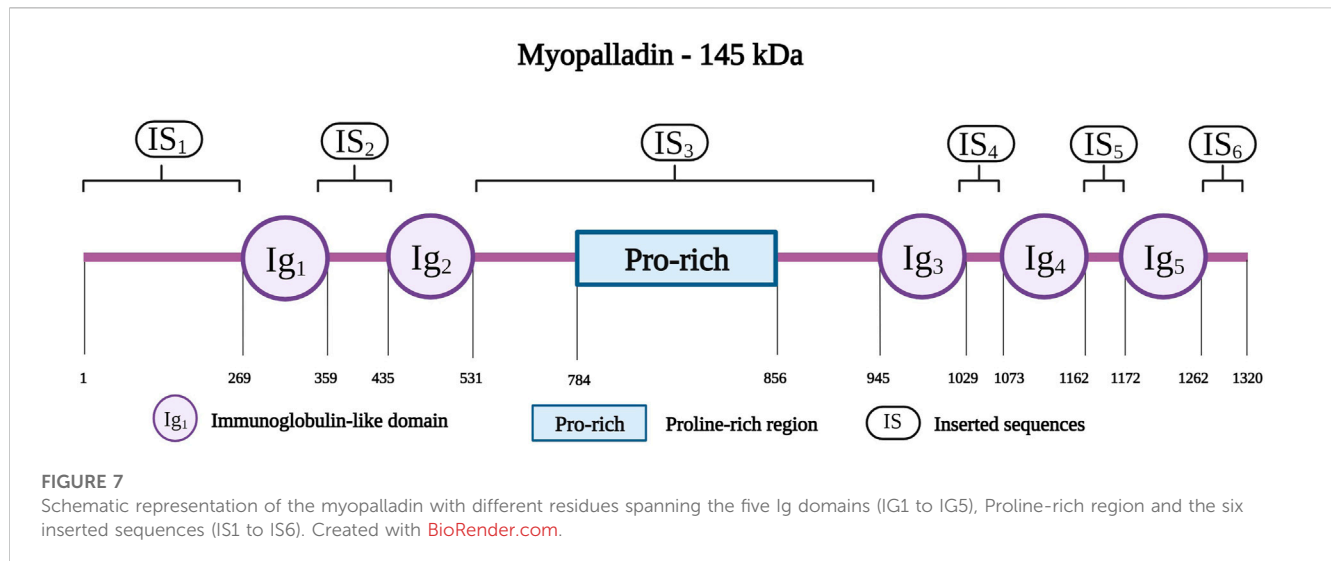 Myopalladin - 145 kDa
IS₁ IS₂ IS₃ IS₄ IS₅ IS₆
Ig₁ Ig₂ Pro-rich Ig₃ Ig₄ Ig₅
1 269 359 435 531 784 856 945 1029 1073 1162 1172 1262 1320
Ig₁ Immunoglobulin-like domain Pro-rich Proline-rich region IS Inserted sequences
FIGURE 7
Schematic representation of the myopalladin with different residues spanning the five Ig domains (IG1 to IG5), Proline-rich region and the six
inserted sequences (IS1 to IS6). Created with BioRender.com.